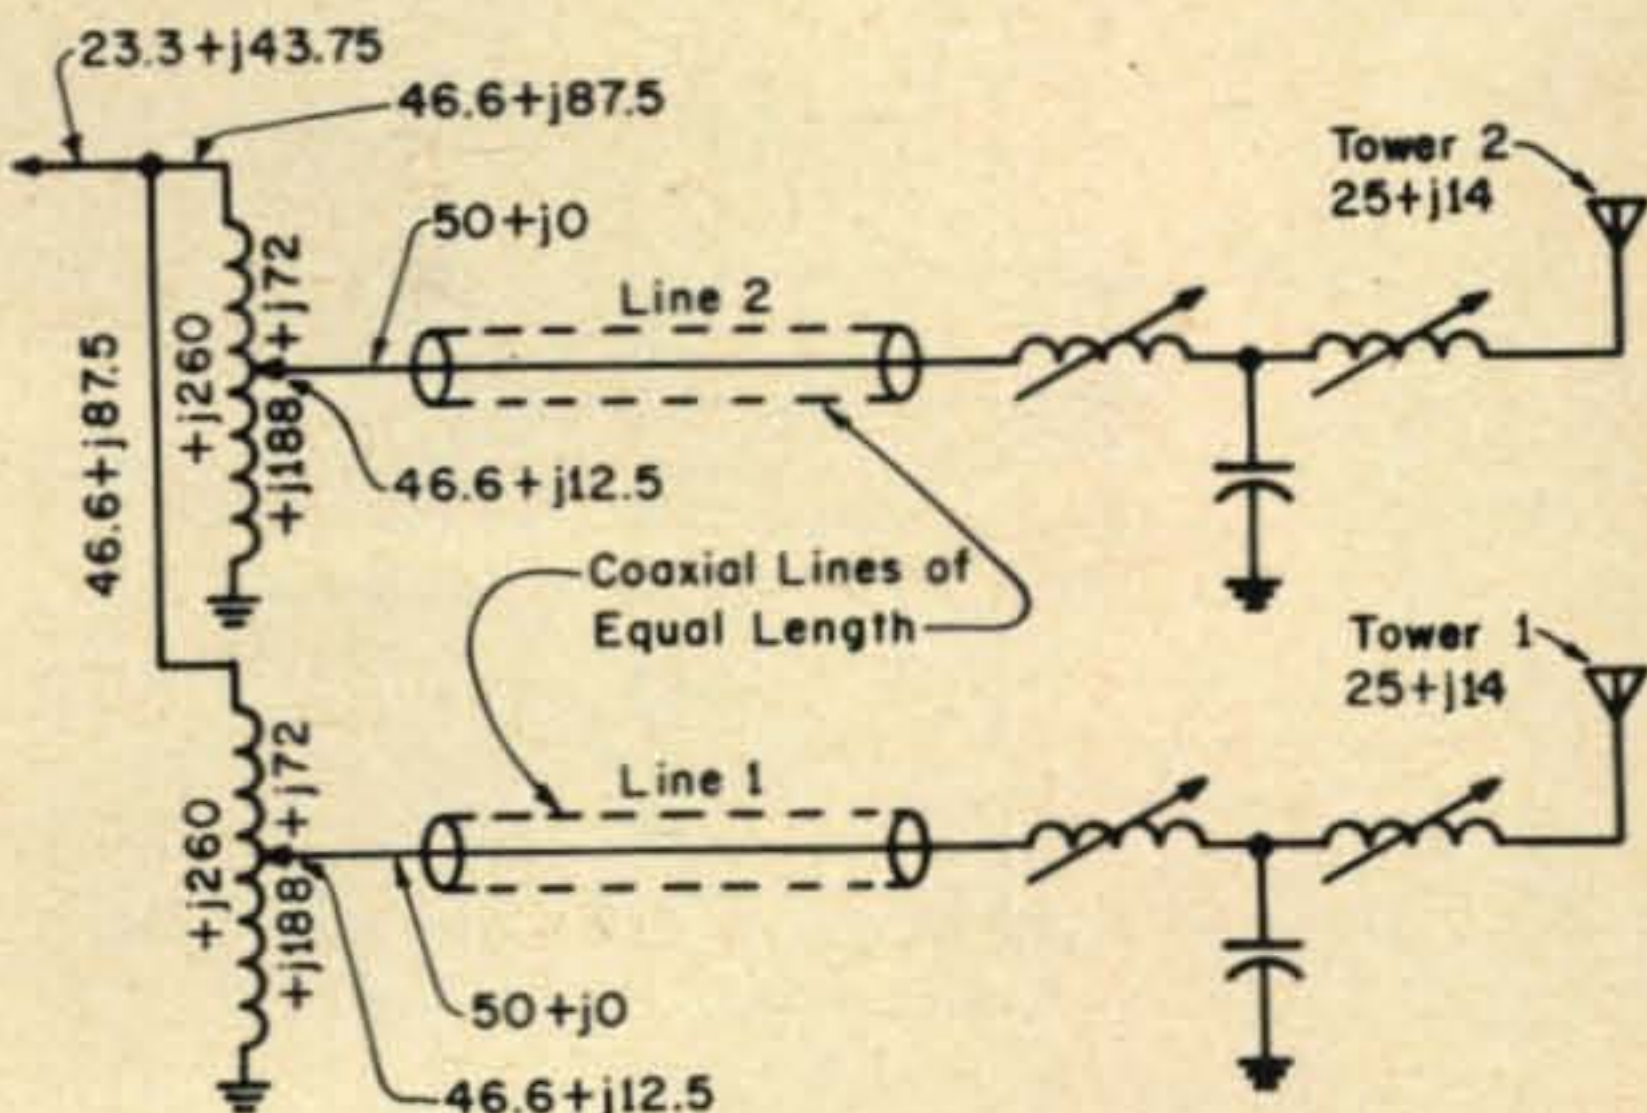 23.3+j43.75
46.6+j87.5
Tower 2
25+j14
50+j0
Line 2
46.6+j87.5
+j260
+j188
+j72
46.6+j12.5
Coaxial Lines of
Equal Length
Tower 1
25+j14
Line 1
+j260
+j188
+j72
50+j0
46.6+j12.5